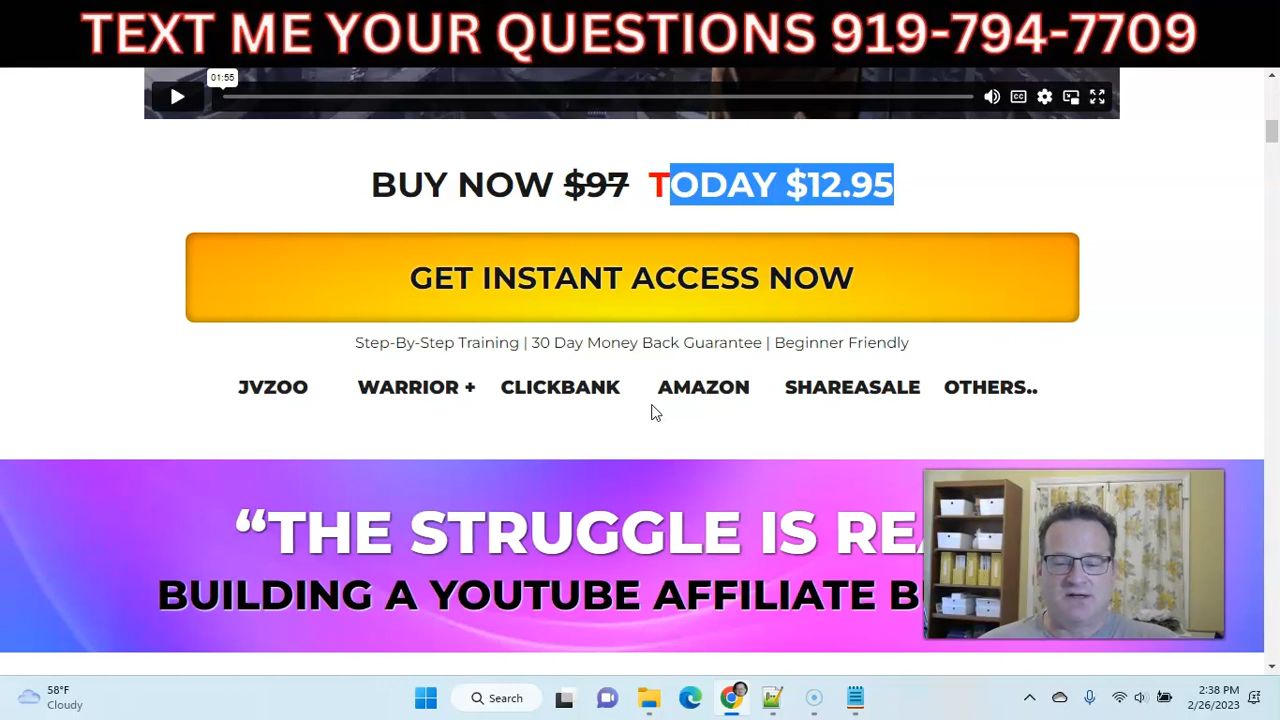 TEXT ME YOUR QUESTIONS 919-794-7709
01:55
CC
BUY NOW $97 TODAY $12.95
GET INSTANT ACCESS NOW
Step-By-Step Training | 30 Day Money Back Guarantee | Beginner Friendly
JVZOO WARRIOR + CLICKBANK AMAZON SHAREASALE OTHERS..
“THE STRUGGLE IS
BUILDING A YOUTUBE AFFILIATE
58°F
Cloudy
Search
2:38 PM
2/26/2023